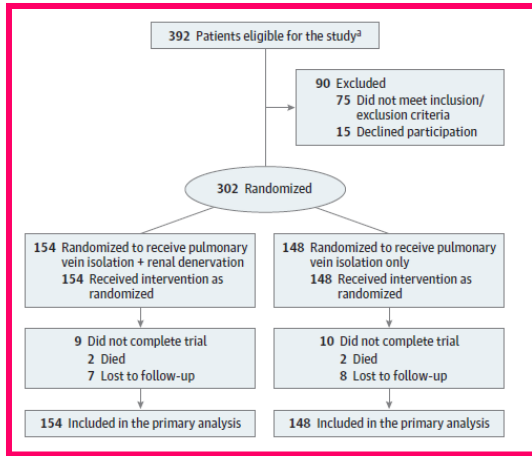 392 Patients eligible for the studyª
90 Excluded
75 Did not meet inclusion/
exclusion criteria
15 Declined participation
302 Randomized
154 Randomized to receive pulmonary
vein isolation + renal denervation
154 Received intervention as
randomized
148 Randomized to receive pulmonary
vein isolation only
148 Received intervention as
randomized
9 Did not complete trial
2 Died
7 Lost to follow-up
10 Did not complete trial
2 Died
8 Lost to follow-up
154 Included in the primary analysis
148 Included in the primary analysis